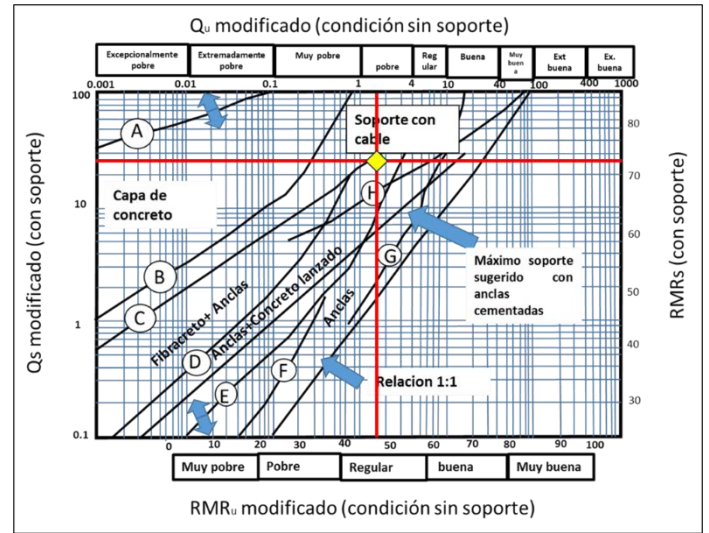 Qu modificado (condición sin soporte)
Excepcionalmente pobre
Extremadamente pobre
Muy pobre
pobre
Reg ular
Buena
Muy buen a
Ext buena
Ex. buena
0.001 0.01 0.1 1 4 10 40 100 400 1000
100
10
1
0.1
Qs modificado (con soporte)
A
Capa de
concreto
B
C
D
E
F
G
H
Soporte con
cable
Fibracreto+ Anclas
Anclas+Concreto lanzado
Anclas
Máximo soporte
sugerido con
anclas
cementadas
Relacion 1:1
80
70
60
50
40
30
RMRs (con soporte)
0 10 20 30 40 50 60 70 80 90 100
Muy pobre Pobre Regular buena Muy buena
RMRu modificado (condición sin soporte)